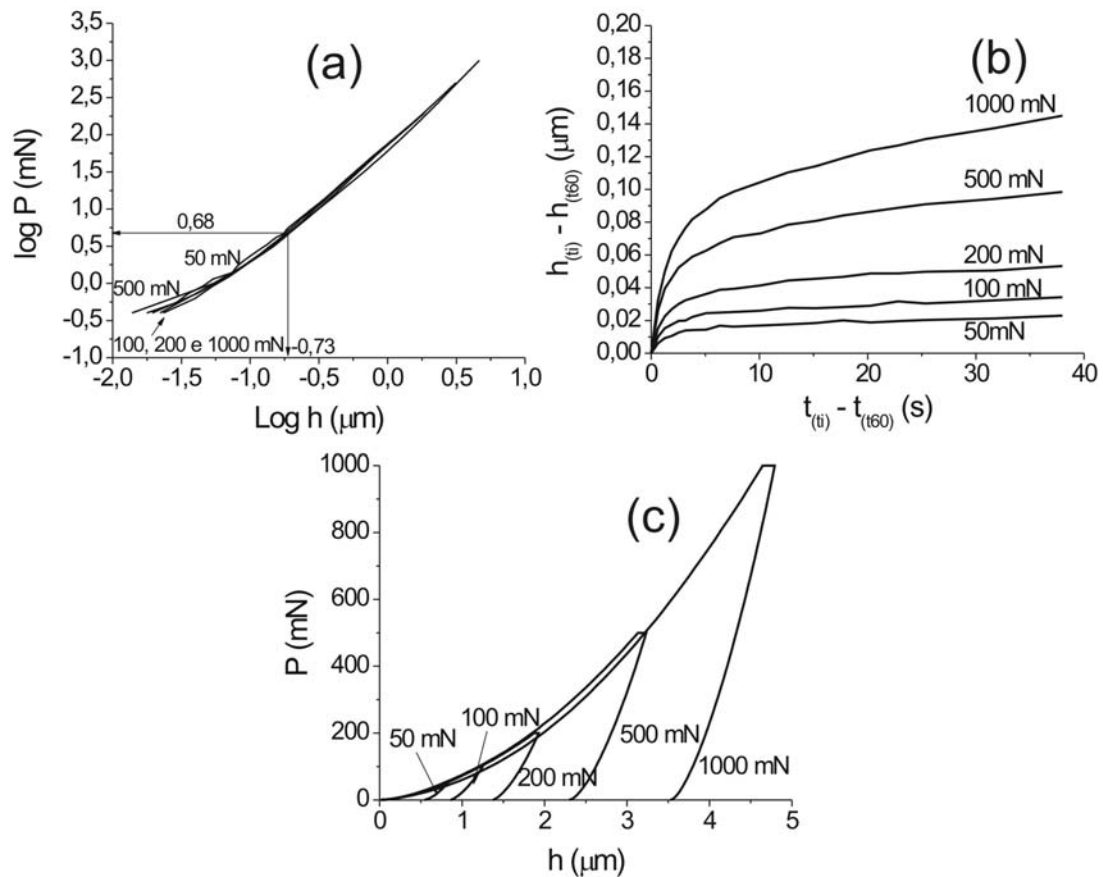 (a)
log P (mN)
3,5
3,0
2,5
2,0
1,5
1,0
0,5
0,0
-0,5
-1,0
0,68
50 mN
500 mN
100, 200 e 1000 mN
-0,73
-2,0 -1,5 -1,0 -0,5 0,0 0,5 1,0
Log h (μm)
(b)
h(ti) - h(t60) (μm)
0,20
0,18
0,16
0,14
0,12
0,10
0,08
0,06
0,04
0,02
0,00
1000 mN
500 mN
200 mN
100 mN
50mN
0 10 20 30 40
t(ti) - t(t60) (s)
(c)
P (mN)
1000
800
600
400
200
0
50 mN
100 mN
200 mN
500 mN
1000 mN
0 1 2 3 4 5
h (μm)